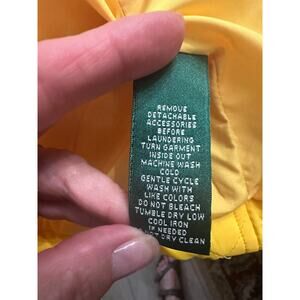 REMOVE
DETACHABLE
ACCESSORIES
BEFORE
LAUNDERING
TURN GARMENT
INSIDE OUT
MACHINE WASH
COLD
GENTLE CYCLE
WASH WITH
LIKE COLORS
DO NOT BLEACH
TUMBLE DRY LOW
COOL IRON
IF NEEDED
DRY CLEAN